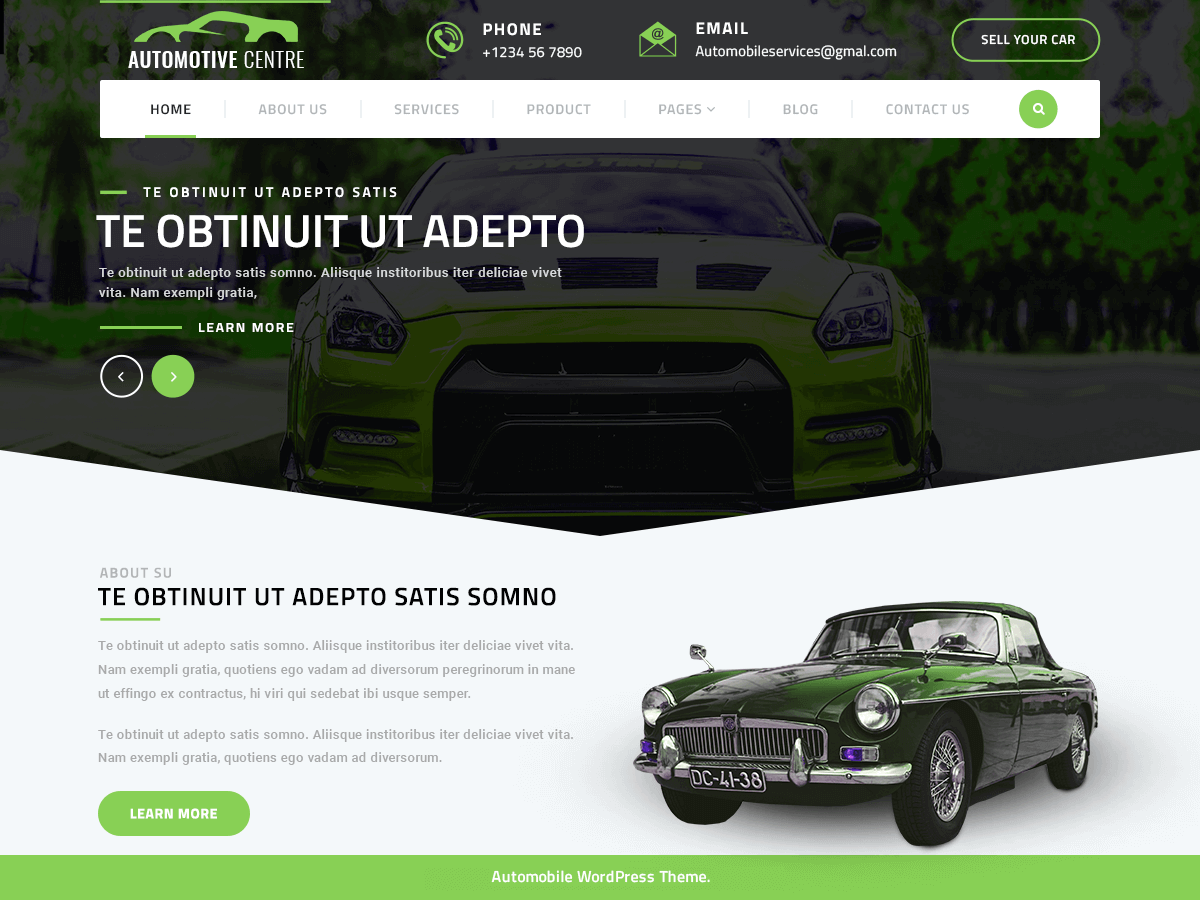 AUTOMOTIVE CENTRE
PHONE
+1234 56 7890
EMAIL
Automobileservices@gmal.com
SELL YOUR CAR
HOME
ABOUT US
SERVICES
PRODUCT
PAGES
BLOG
CONTACT US
TOYO TIRES
TE OBTINUIT UT ADEPTO SATIS
TE OBTINUIT UT ADEPTO
Te obtinuit ut adepto satis somno. Aliisque institoribus iter deliciae vivet
vita. Nam exempli gratia,
LEARN MORE
ABOUT SU
TE OBTINUIT UT ADEPTO SATIS SOMNO
Te obtinuit ut adepto satis somno. Aliisque institoribus iter deliciae vivet vita.
Nam exempli gratia, quotiens ego vadam ad diversorum peregrinorum in mane
ut effingo ex contractus, hi viri qui sedebat ibi usque semper.
Te obtinuit ut adepto satis somno. Aliisque institoribus iter deliciae vivet vita.
Nam exempli gratia, quotiens ego vadam ad diversorum.
LEARN MORE
DC-41-38
Automobile WordPress Theme.